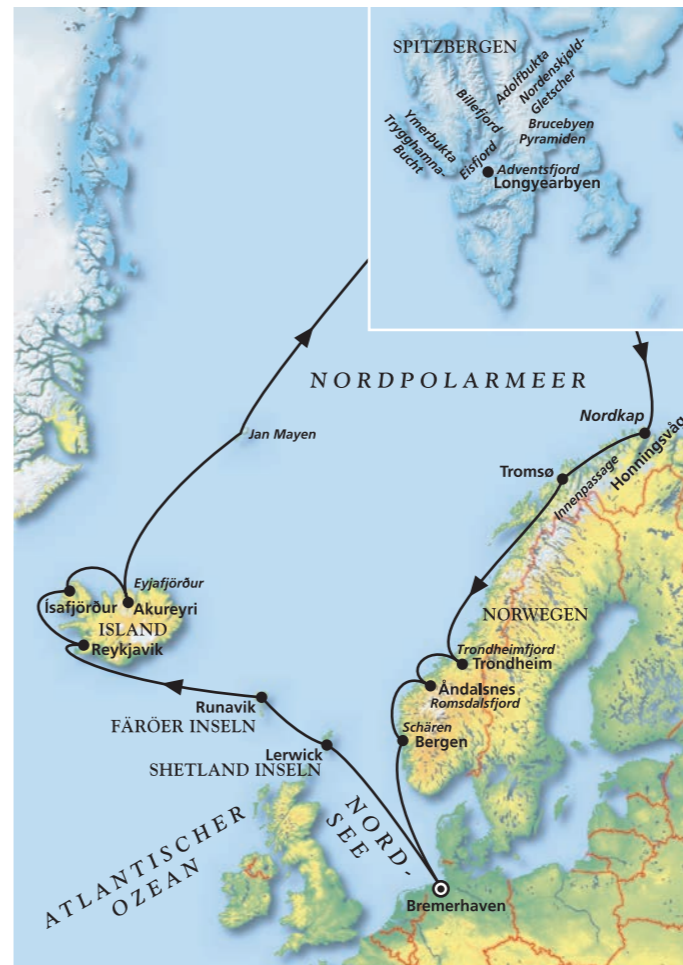 SPITZBERGEN
Adolfbukta
Nordenskjøld-
Gletscher
Billefjord
Brucebyen
Pyramiden
Ymerbukta
Trygghamna-
Bucht
Eisfjord
Adventsfjord
Longyearbyen
NORDPOLARMEER
Nordkap
Jan Mayen
Honningsvåg
Tromsø
Innenpassage
Eyjafjörður
Ísafjörður
Akureyri
ISLAND
Reykjavik
NORWEGEN
Trondheimfjord
Trondheim
Åndalsnes
Romsdalsfjord
Runavik
FÄRÖER INSELN
Schären
Bergen
Lerwick
SHETLAND INSELN
NORD-
SEE
ATLANTISCHER
OZEAN
Bremerhaven